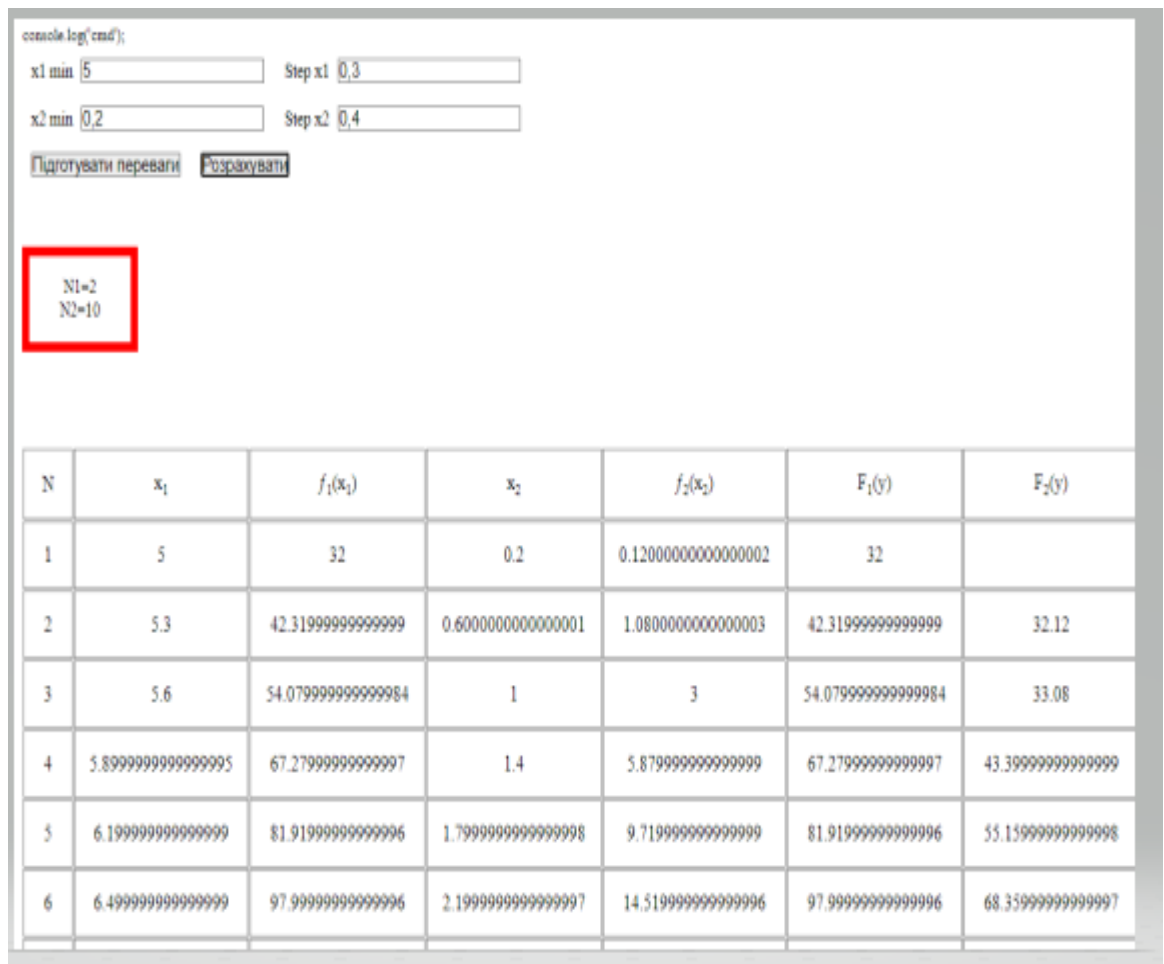 console.log('cmd');
x1 min 5 Step x1 0,3
x2 min 0,2 Step x2 0,4
Підготувати переваги Розрахувати
N1=2
N2=10
N x₁ f₁(x₁) x₂ f₂(x₂) F₁(y) F₂(y)
1 5 32 0.2 0.12000000000000002 32
2 5.3 42.31999999999999 0.6000000000000001 1.0800000000000003 42.31999999999999 32.12
3 5.6 54.079999999999984 1 3 54.079999999999984 33.08
4 5.8999999999999995 67.27999999999997 1.4 5.879999999999999 67.27999999999997 43.39999999999999
5 6.199999999999999 81.91999999999996 1.7999999999999998 9.719999999999999 81.91999999999996 55.15999999999998
6 6.499999999999999 97.99999999999996 2.1999999999999997 14.519999999999996 97.99999999999996 68.35999999999997